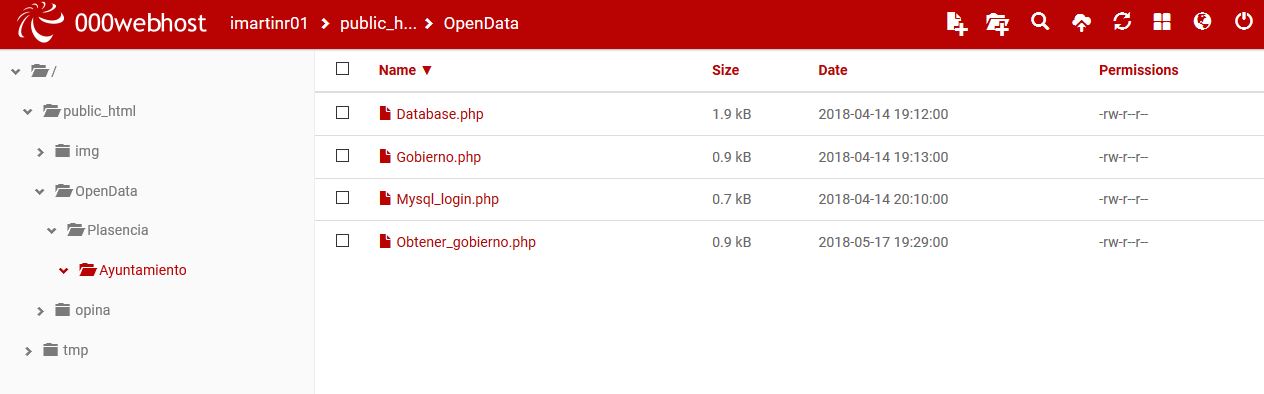 000webhost imartinr01 > public_h... > OpenData
/
public_html
img
OpenData
Plasencia
Ayuntamiento
opina
tmp
Name ▼ Size Date Permissions
Database.php 1.9 kB 2018-04-14 19:12:00 -rw-r--r--
Gobierno.php 0.9 kB 2018-04-14 19:13:00 -rw-r--r--
Mysql_login.php 0.7 kB 2018-04-14 20:10:00 -rw-r--r--
Obtener_gobierno.php 0.9 kB 2018-05-17 19:29:00 -rw-r--r--